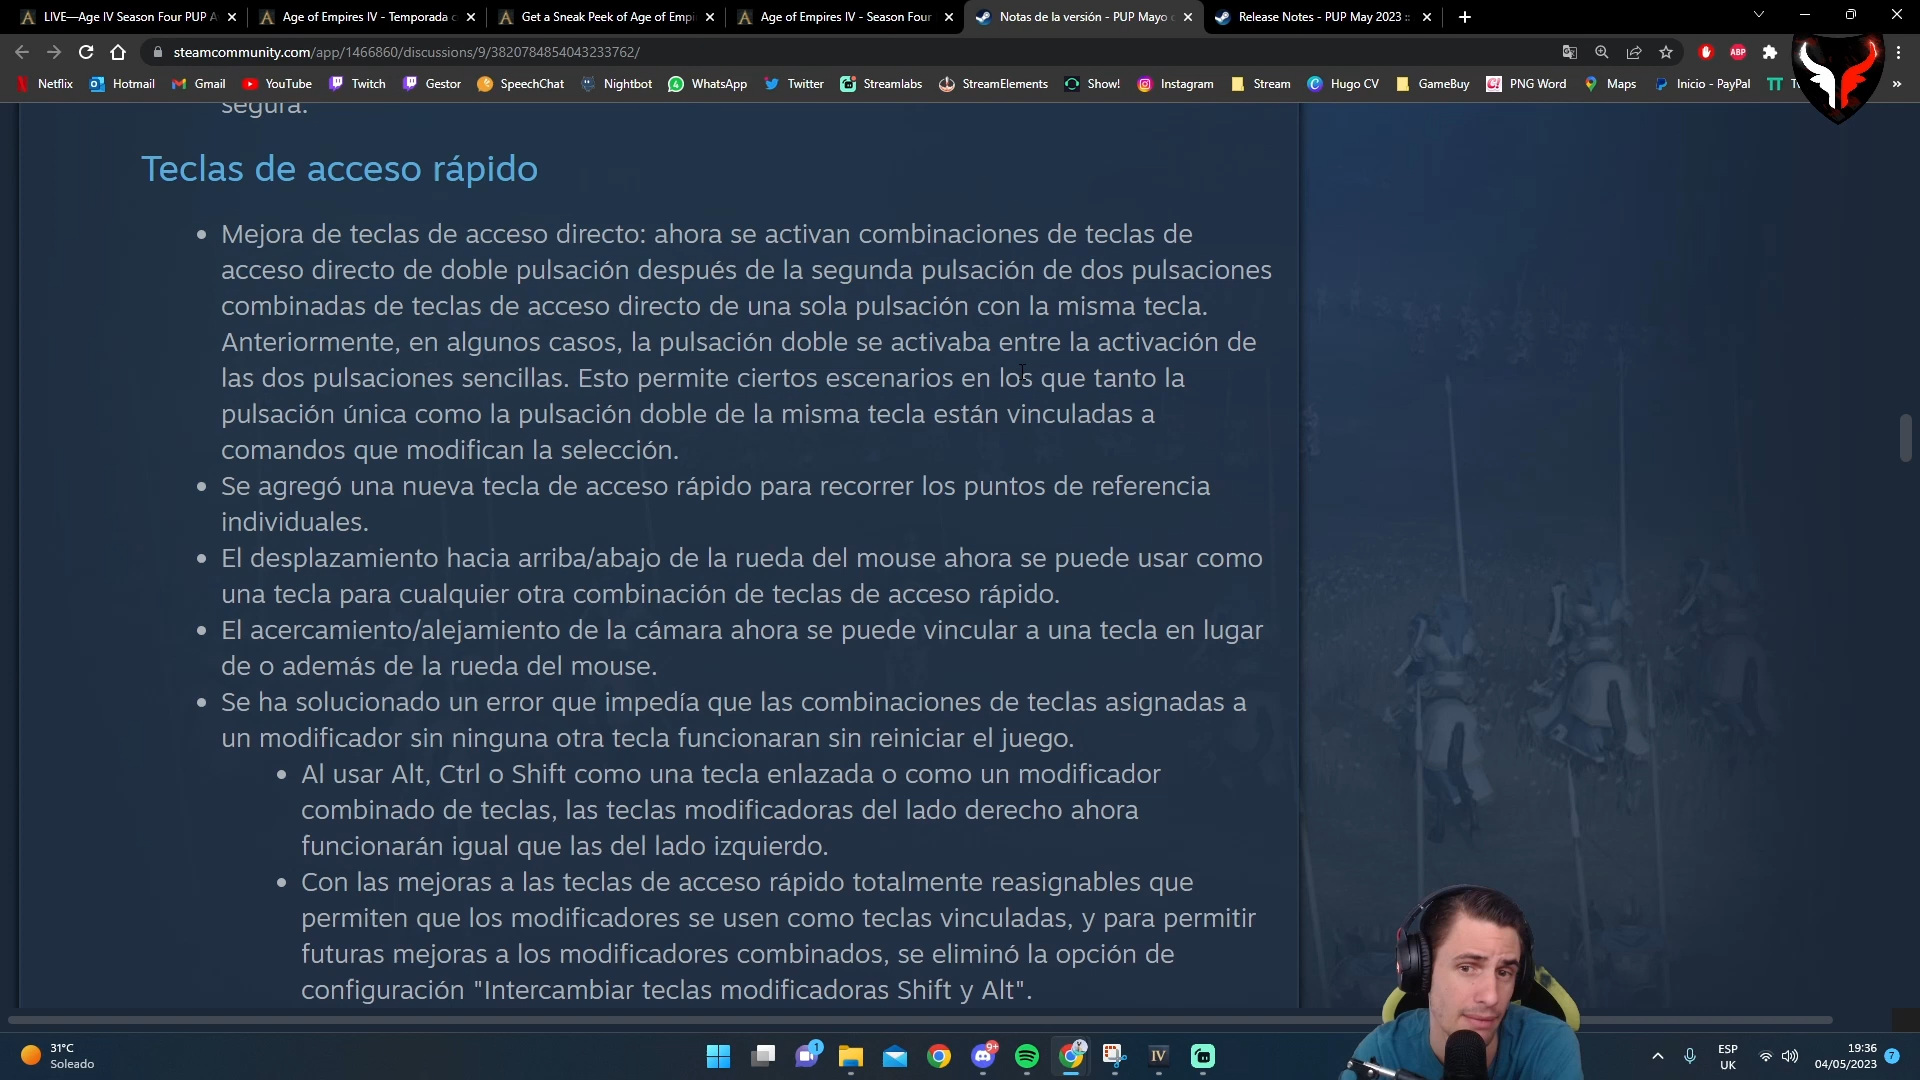 LIVE—Age IV Season Four PUP A
Age of Empires IV - Temporada c
Get a Sneak Peek of Age of Empi
Age of Empires IV - Season Four
Notas de la versión - PUP Mayo
Release Notes - PUP May 2023 ::
steamcommunity.com/app/1466860/discussions/9/3820784854043233762/
ABP
Netflix
Hotmail
Gmail
YouTube
Twitch
Gestor
SpeechChat
Nightbot
WhatsApp
Twitter
Streamlabs
StreamElements
Show!
Instagram
Stream
Hugo CV
GameBuy
PNG Word
Maps
Inicio - PayPal
segura.
Teclas de acceso rápido
Mejora de teclas de acceso directo: ahora se activan combinaciones de teclas de
acceso directo de doble pulsación después de la segunda pulsación de dos pulsaciones
combinadas de teclas de acceso directo de una sola pulsación con la misma tecla.
Anteriormente, en algunos casos, la pulsación doble se activaba entre la activación de
las dos pulsaciones sencillas. Esto permite ciertos escenarios en los que tanto la
pulsación única como la pulsación doble de la misma tecla están vinculadas a
comandos que modifican la selección.
Se agregó una nueva tecla de acceso rápido para recorrer los puntos de referencia
individuales.
El desplazamiento hacia arriba/abajo de la rueda del mouse ahora se puede usar como
una tecla para cualquier otra combinación de teclas de acceso rápido.
El acercamiento/alejamiento de la cámara ahora se puede vincular a una tecla en lugar
de o además de la rueda del mouse.
Se ha solucionado un error que impedía que las combinaciones de teclas asignadas a
un modificador sin ninguna otra tecla funcionaran sin reiniciar el juego.
Al usar Alt, Ctrl o Shift como una tecla enlazada o como un modificador
combinado de teclas, las teclas modificadoras del lado derecho ahora
funcionarán igual que las del lado izquierdo.
Con las mejoras a las teclas de acceso rápido totalmente reasignables que
permiten que los modificadores se usen como teclas vinculadas, y para permitir
futuras mejoras a los modificadores combinados, se eliminó la opción de
configuración "Intercambiar teclas modificadoras Shift y Alt".
31°C
Soleado
1
9+
IV
ESP
UK
19:36
04/05/2023
7